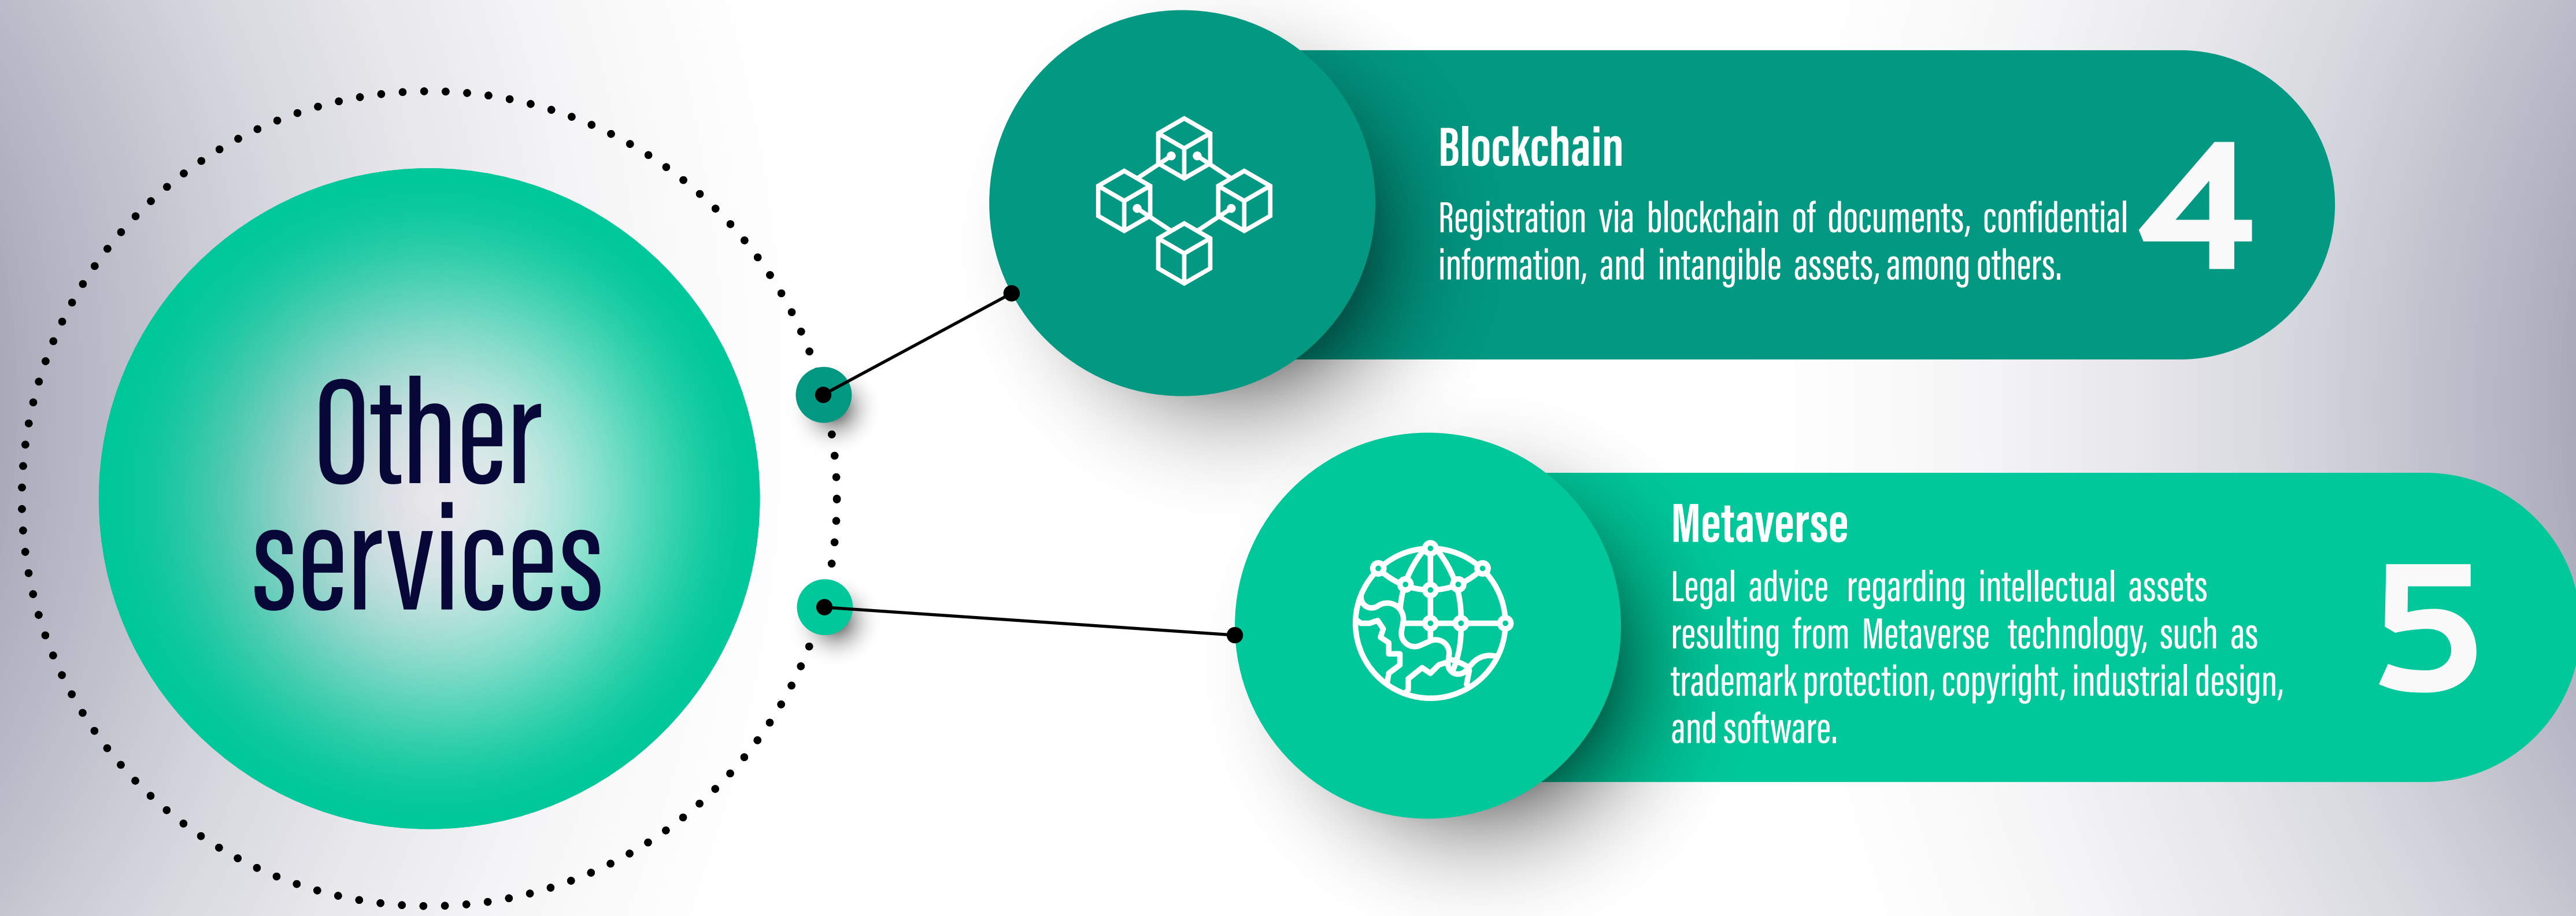 Other
services
Blockchain
Registration via blockchain of documents, confidential
information, and intangible assets, among others.
4
Metaverse
Legal advice regarding intellectual assets
resulting from Metaverse technology, such as
trademark protection, copyright, industrial design,
and software.
5